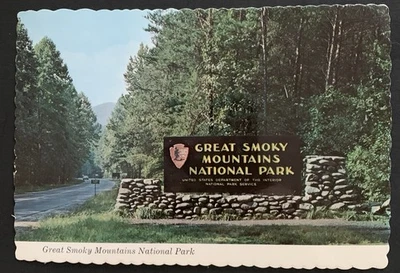 GREAT SMOKY
MOUNTAINS
NATIONAL PARK
UNITED STATES DEPARTMENT OF THE INTERIOR
NATIONAL PARK SERVICE
Great Smoky Mountains National Park